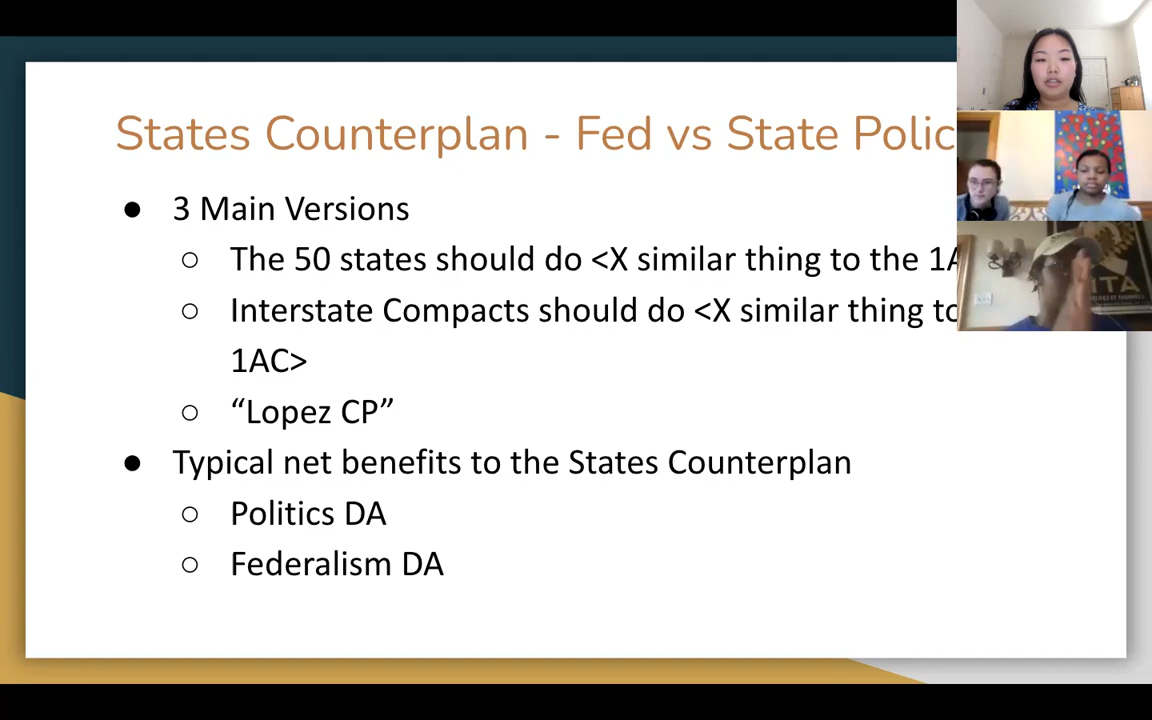 States Counterplan - Fed vs State Polic
● 3 Main Versions
○ The 50 states should do <X similar thing to the 1A
○ Interstate Compacts should do <X similar thing to
1AC>
○ “Lopez CP”
● Typical net benefits to the States Counterplan
○ Politics DA
○ Federalism DA
ITA